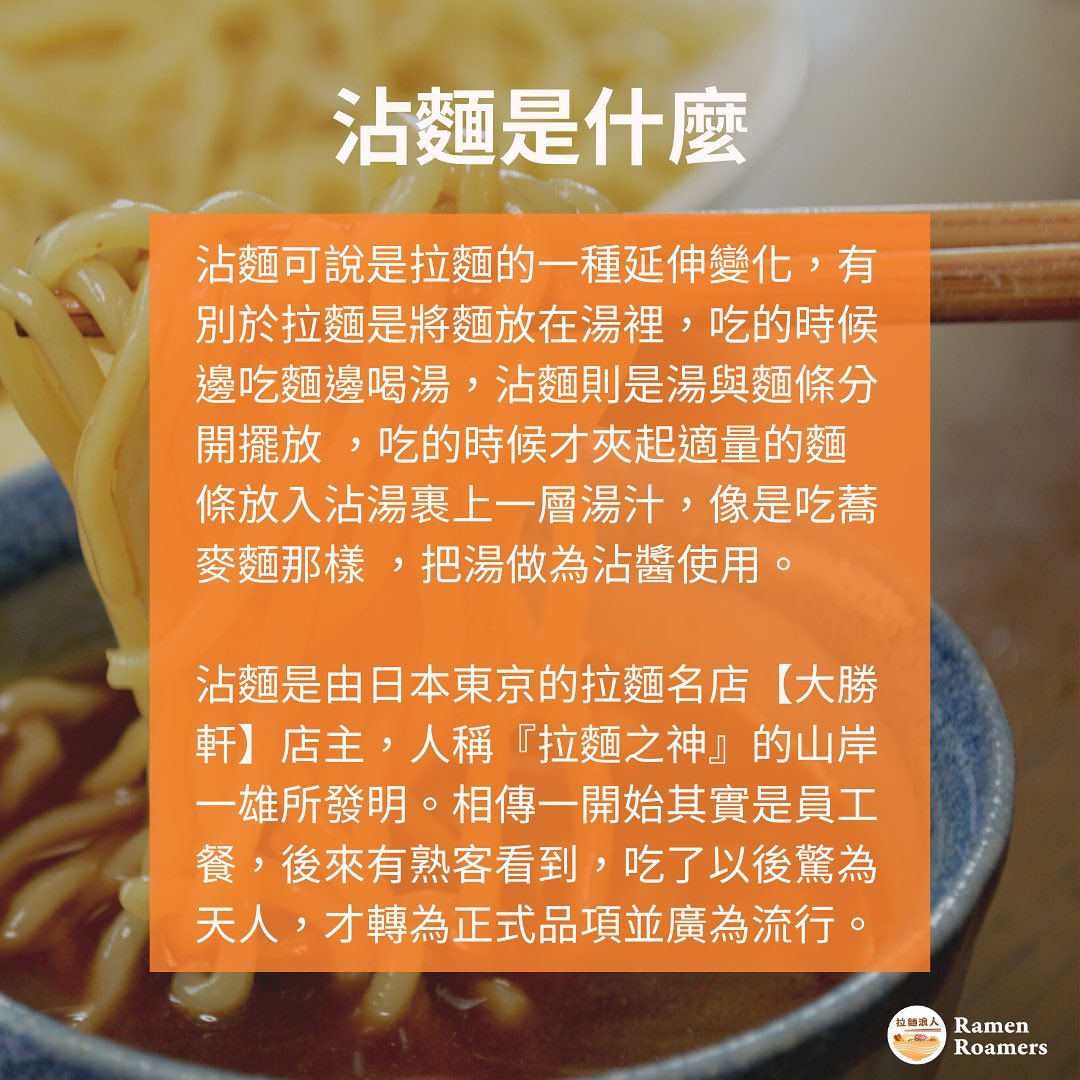 沾麵是什麼
沾麵可說是拉麵的一種延伸變化，有
別於拉麵是將麵放在湯裡，吃的時候
邊吃麵邊喝湯，沾麵則是湯與麵條分
開擺放 ，吃的時候才夾起適量的麵
條放入沾湯裹上一層湯汁，像是吃蕎
麥麵那樣 ，把湯做為沾醬使用。
沾麵是由日本東京的拉麵名店【大勝
軒】店主，人稱『拉麵之神』的山岸
一雄所發明。相傳一開始其實是員工
餐，後來有熟客看到，吃了以後驚為
天人，才轉為正式品項並廣為流行。
拉麵浪人
Ramen
Roamers